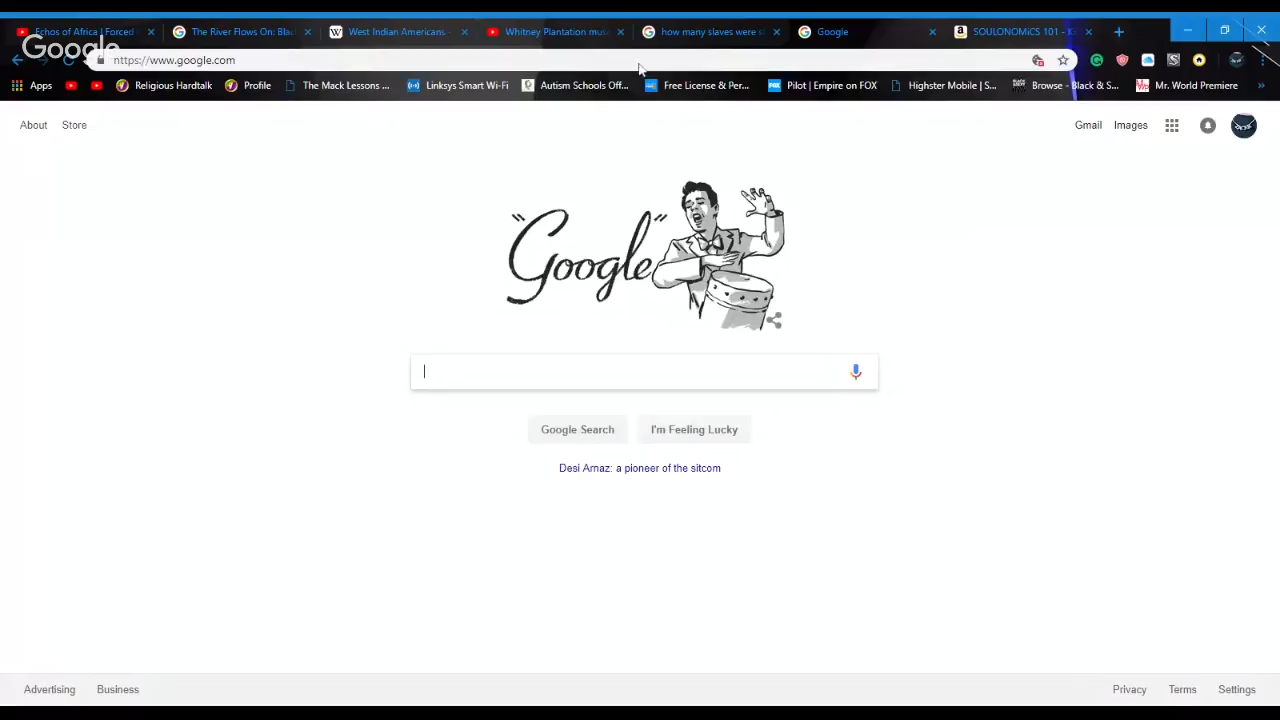 Echos of Africa | Forced
The River Flows On: Blac
West Indian Americans -
Whitney Plantation mus
how many slaves were s
Google
SOULONOMiCS 101 - K
Google
https://www.google.com
Apps
Religious Hardtalk
Profile
The Mack Lessons ...
Linksys Smart Wi-Fi
Autism Schools Off...
Free License & Per...
Pilot | Empire on FOX
Highster Mobile | S...
Browse - Black & S...
Mr. World Premiere
About Store
Gmail Images
"Google"
Google Search
I'm Feeling Lucky
Desi Arnaz: a pioneer of the sitcom
Advertising Business
Privacy Terms Settings